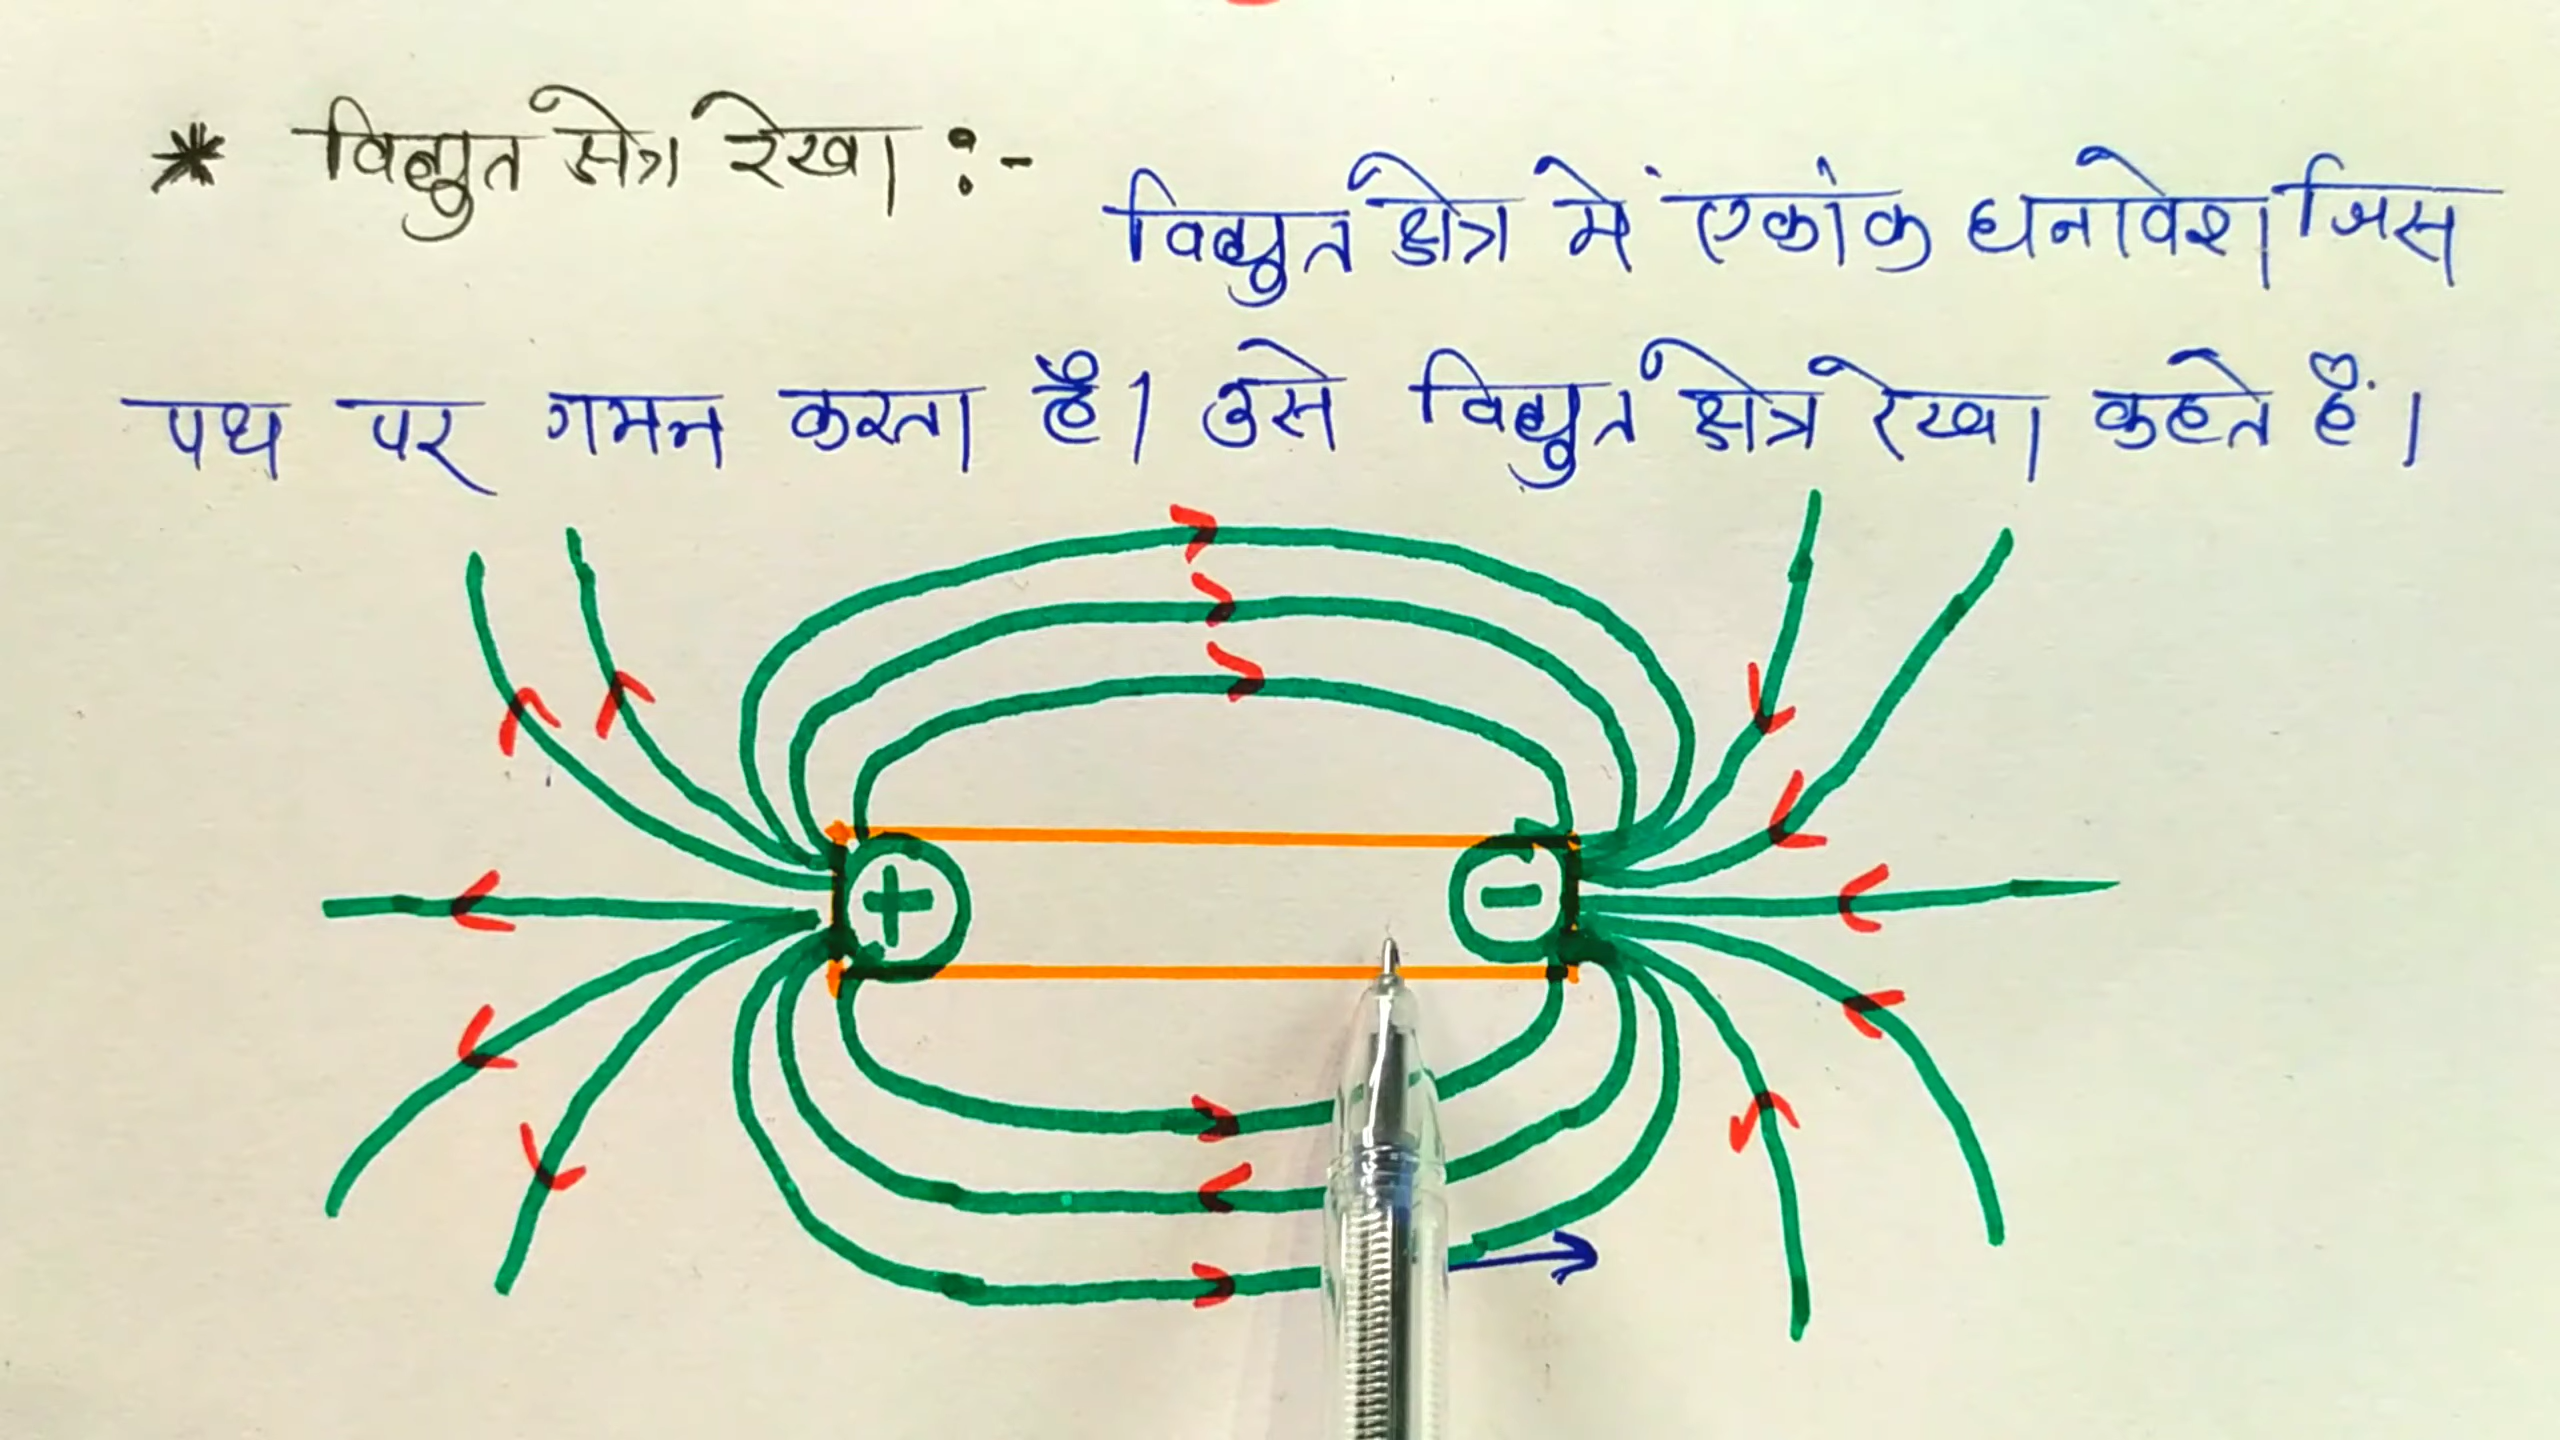 * विद्युत क्षेत्र रेखा :-
विद्युत क्षेत्र में एकांक धनावेश जिस
पथ पर गमन करता है। उसे विद्युत क्षेत्र रेखा कहते हैं।
+ -